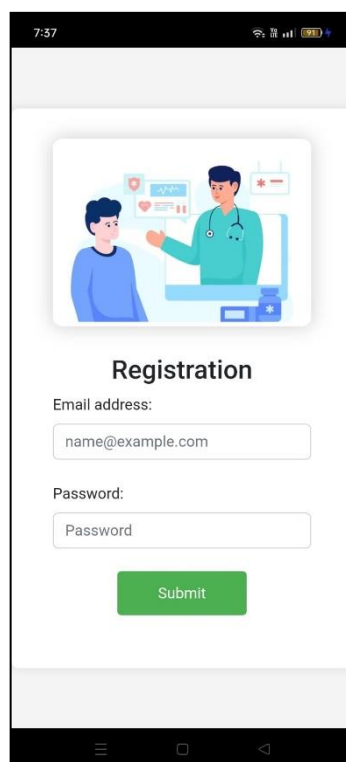 7:37
91
Registration
Email address:
name@example.com
Password:
Password
Submit